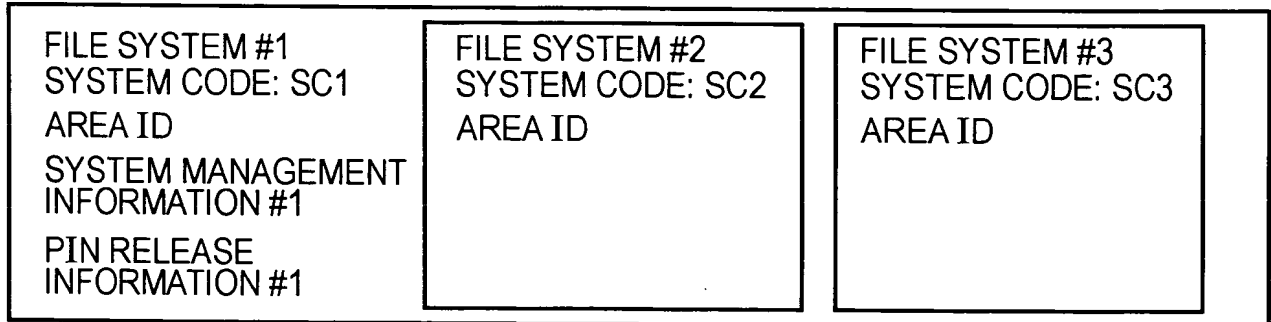 FILE SYSTEM #1
SYSTEM CODE: SC1
AREA ID
SYSTEM MANAGEMENT
INFORMATION #1
PIN RELEASE
INFORMATION #1
FILE SYSTEM #2
SYSTEM CODE: SC2
AREA ID
FILE SYSTEM #3
SYSTEM CODE: SC3
AREA ID